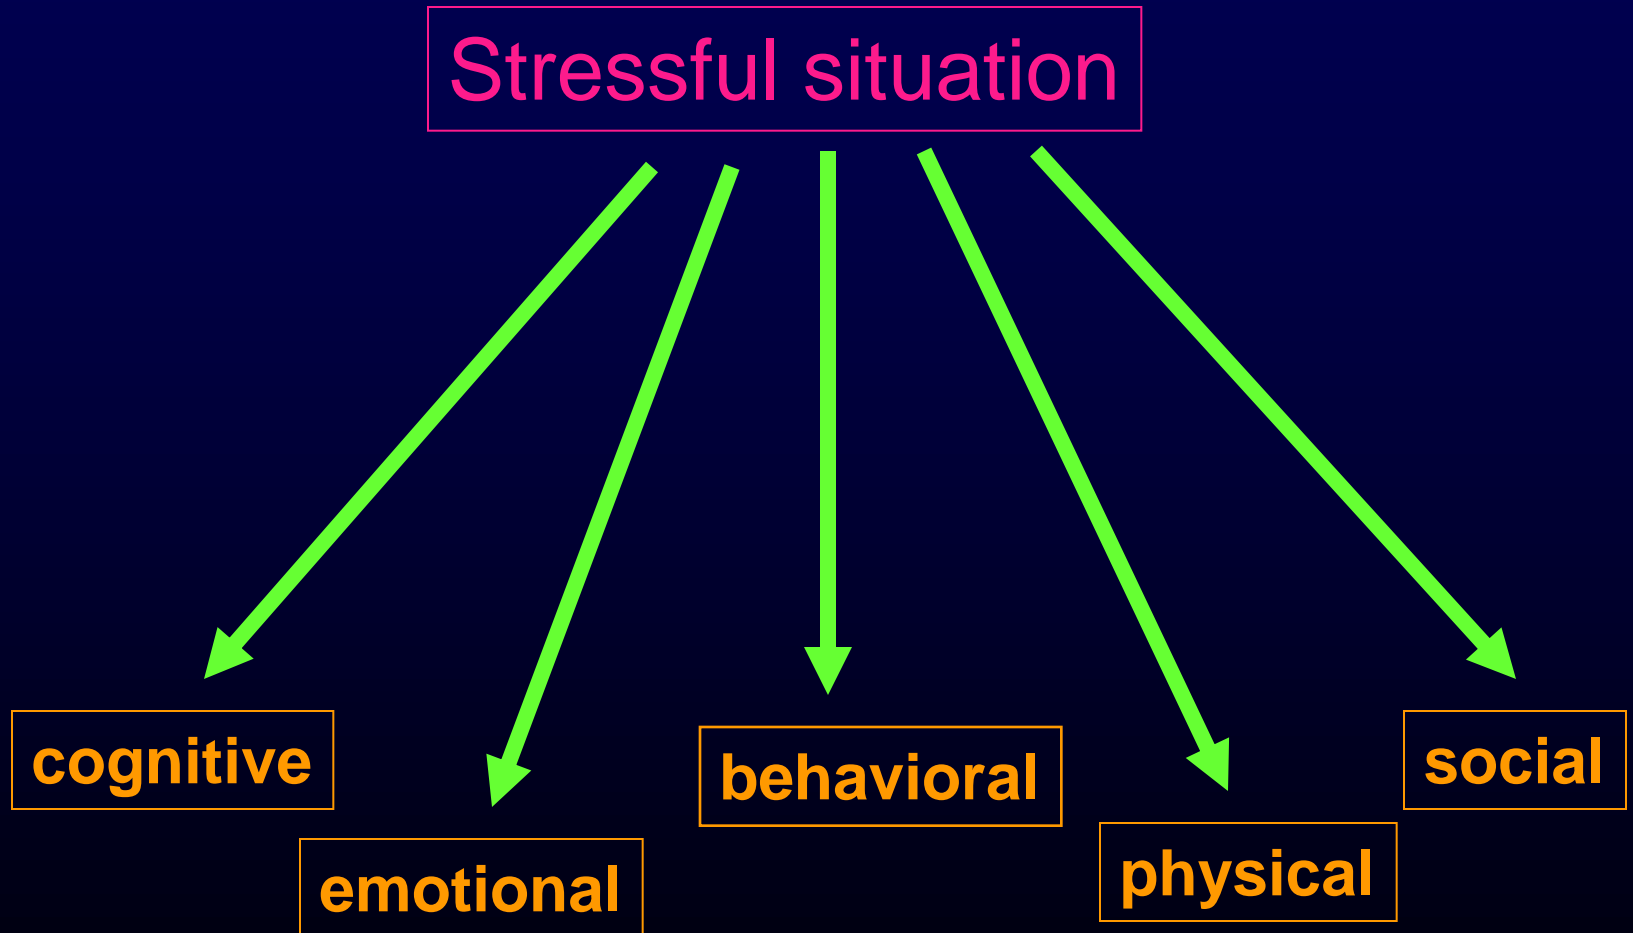 Stressful situation
cognitive
emotional
behavioral
physical
social